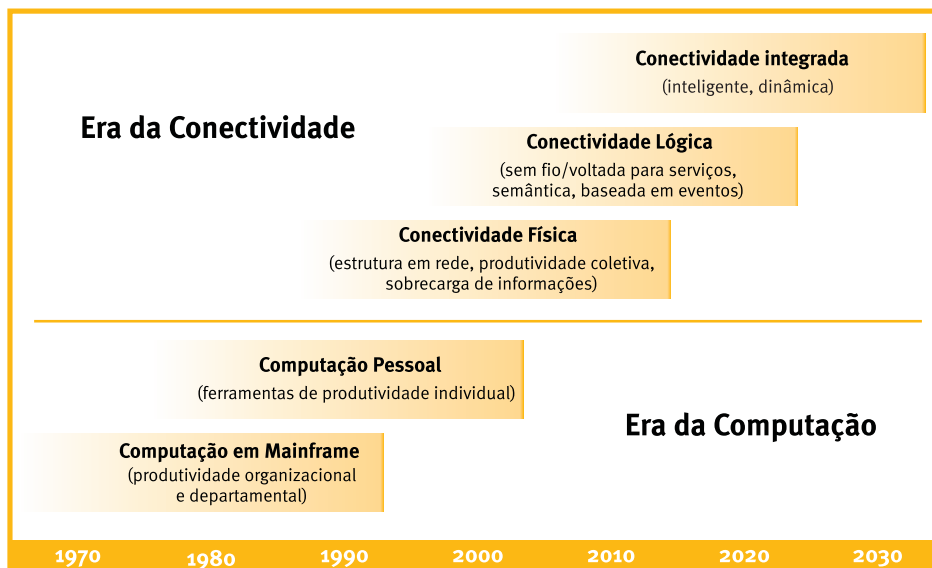 Conectividade integrada
(inteligente, dinâmica)
Era da Conectividade
Conectividade Lógica
(sem fio/voltada para serviços,
semântica, baseada em eventos)
Conectividade Física
(estrutura em rede, produtividade coletiva,
sobrecarga de informações)
Computação Pessoal
(ferramentas de produtividade individual)
Era da Computação
Computação em Mainframe
(produtividade organizacional
e departamental)
1970 1980 1990 2000 2010 2020 2030